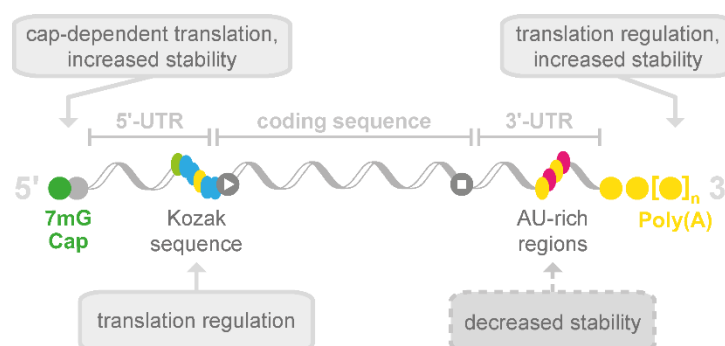 cap-dependent translation,
increased stability
translation regulation,
increased stability
5'-UTR
coding sequence
3'-UTR
5'
[ ]n
3'
7mG
Cap
Kozak
sequence
AU-rich
regions
Poly(A)
translation regulation
decreased stability